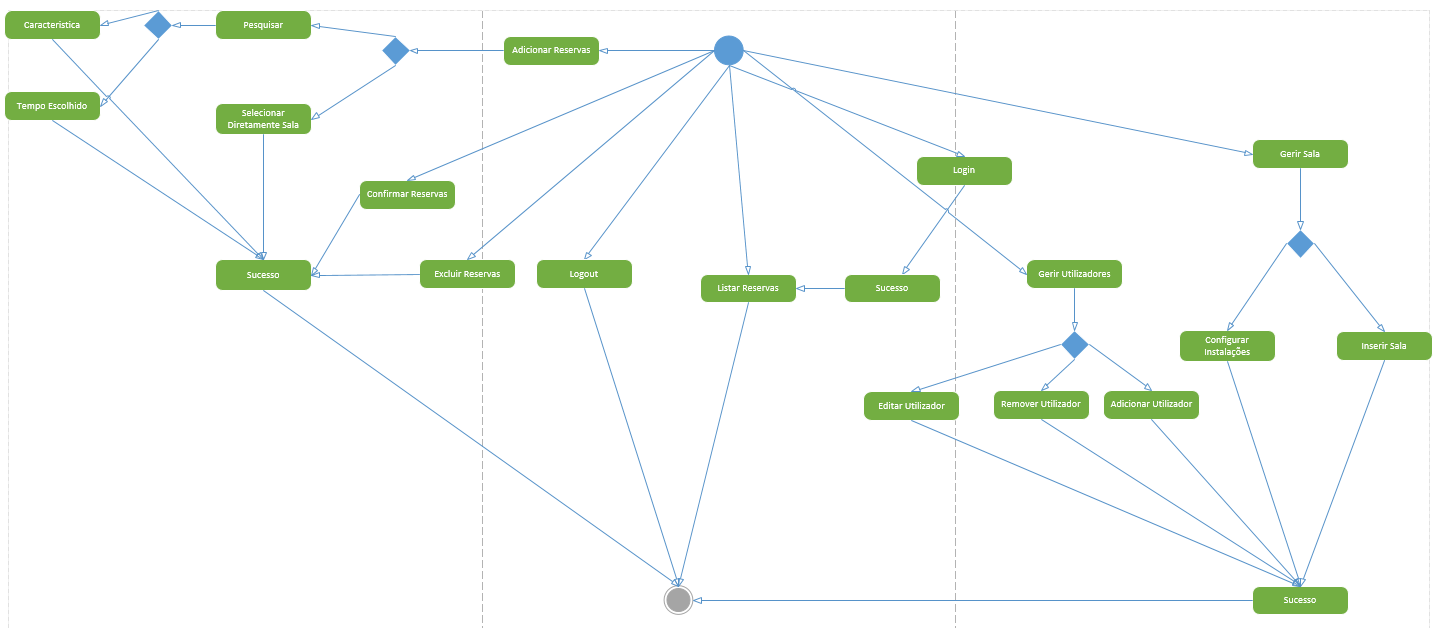 Caracteristica
Pesquisar
Adicionar Reservas
Tempo Escolhido
Selecionar
Diretamente Sala
Gerir Sala
Login
Confirmar Reservas
Sucesso
Excluir Reservas
Logout
Listar Reservas
Sucesso
Gerir Utilizadores
Configurar
Instalações
Inserir Sala
Editar Utilizador
Remover Utilizador
Adicionar Utilizador
Sucesso